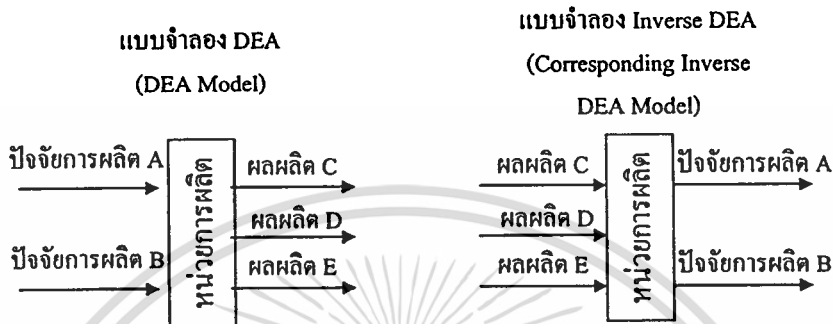 แบบจำลอง DEA
(DEA Model)
ปัจจัยการผลิต A
ปัจจัยการผลิต B
หน่วยการผลิต
ผลผลิต C
ผลผลิต D
ผลผลิต E
แบบจำลอง Inverse DEA
(Corresponding Inverse
DEA Model)
ผลผลิต C
ผลผลิต D
ผลผลิต E
หน่วยการผลิต
ปัจจัยการผลิต A
ปัจจัยการผลิต B